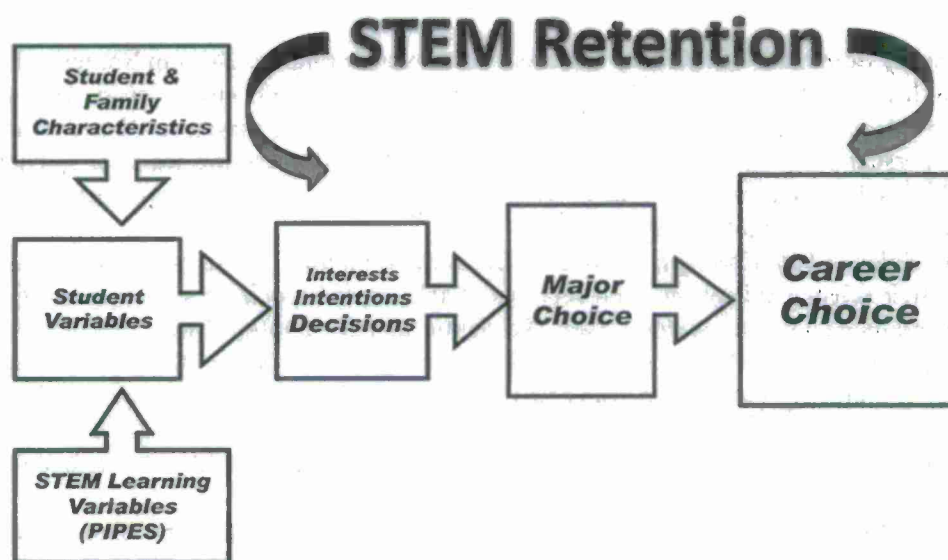 STEM Retention
Student &
Family
Characteristics
Student
Variables
Interests
Intentions
Decisions
Major
Choice
Career
Choice
STEM Learning
Variables
(PIPES)